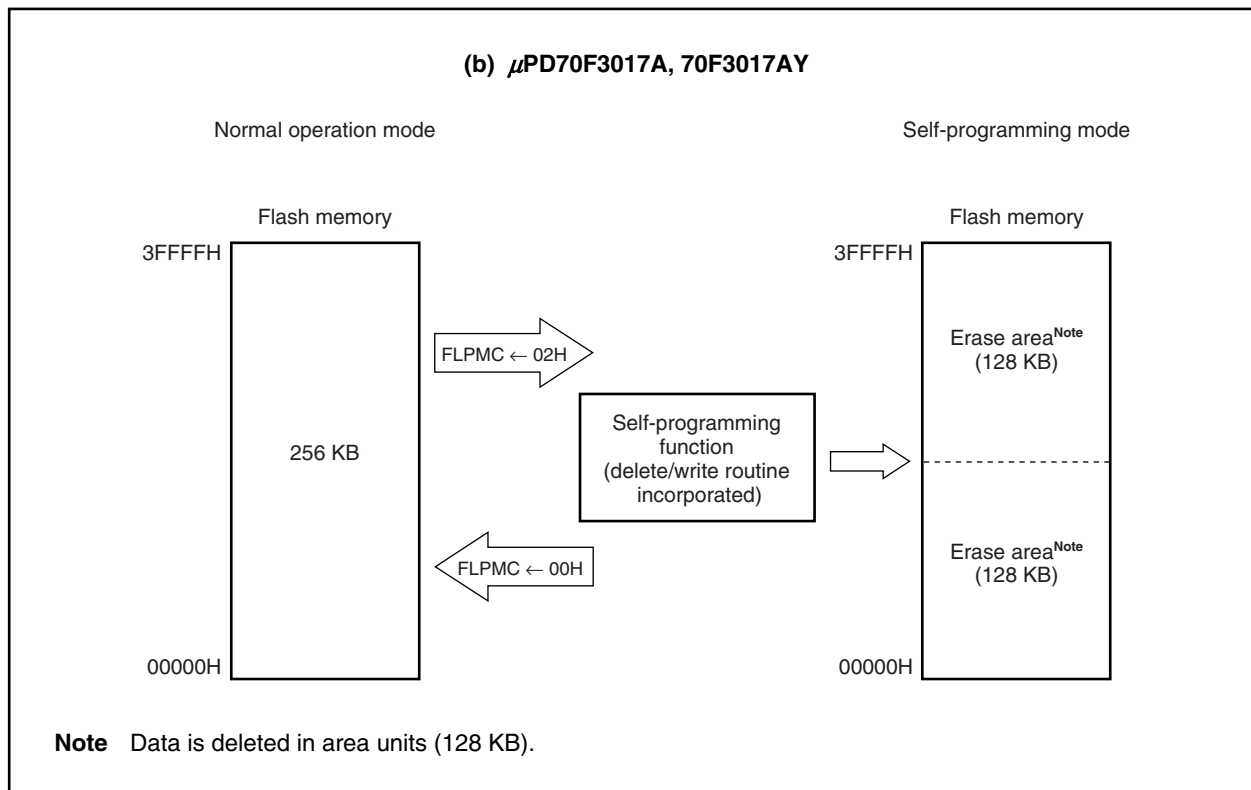 (b) μPD70F3017A, 70F3017AY
Normal operation mode
Self-programming mode
Flash memory
Flash memory
3FFFFH
3FFFFH
FLPMC ← 02H
Erase areaNote
(128 KB)
Self-programming
function
(delete/write routine
incorporated)
256 KB
FLPMC ← 00H
Erase areaNote
(128 KB)
00000H
00000H
Note Data is deleted in area units (128 KB).